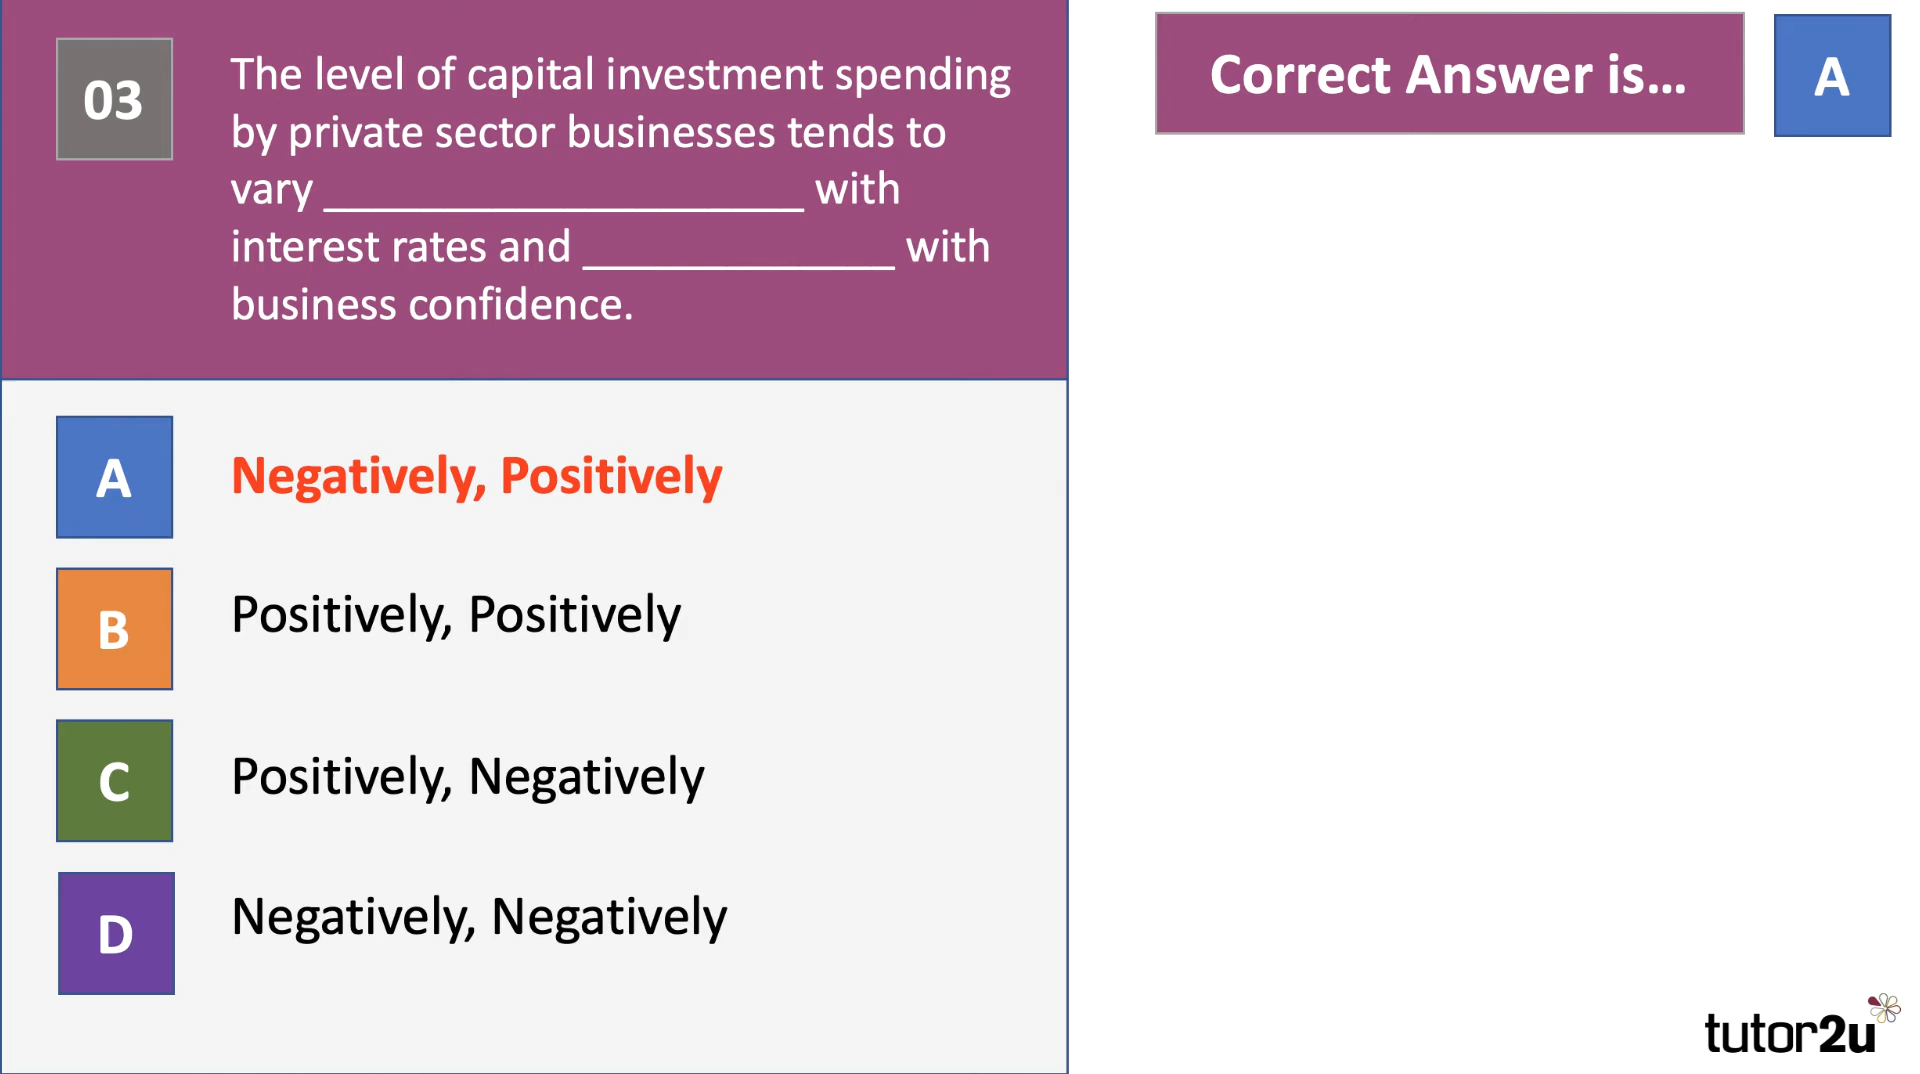 03
The level of capital investment spending
by private sector businesses tends to
vary ____________________ with
interest rates and _____________ with
business confidence.
Correct Answer is...
A
A
Negatively, Positively
B
Positively, Positively
C
Positively, Negatively
D
Negatively, Negatively
tutor2u